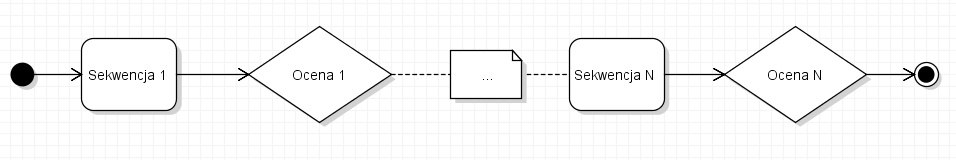 Sekwencja 1
Ocena 1
...
Sekwencja N
Ocena N